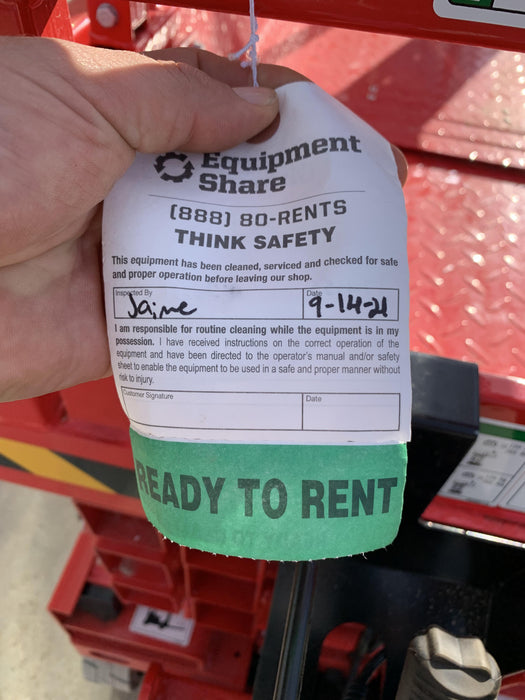 Equipment
Share
(888) 80-RENTS
THINK SAFETY
This equipment has been cleaned, serviced and checked for safe
and proper operation before leaving our shop.
Inspected By
Jaime
Date
9-14-21
I am responsible for routine cleaning while the equipment is in my
possession. I have received instructions on the correct operation of the
equipment and have been directed to the operator's manual and/or safety
sheet to enable the equipment to be used in a safe and proper manner without
risk to injury.
Customer Signature
Date
READY TO RENT